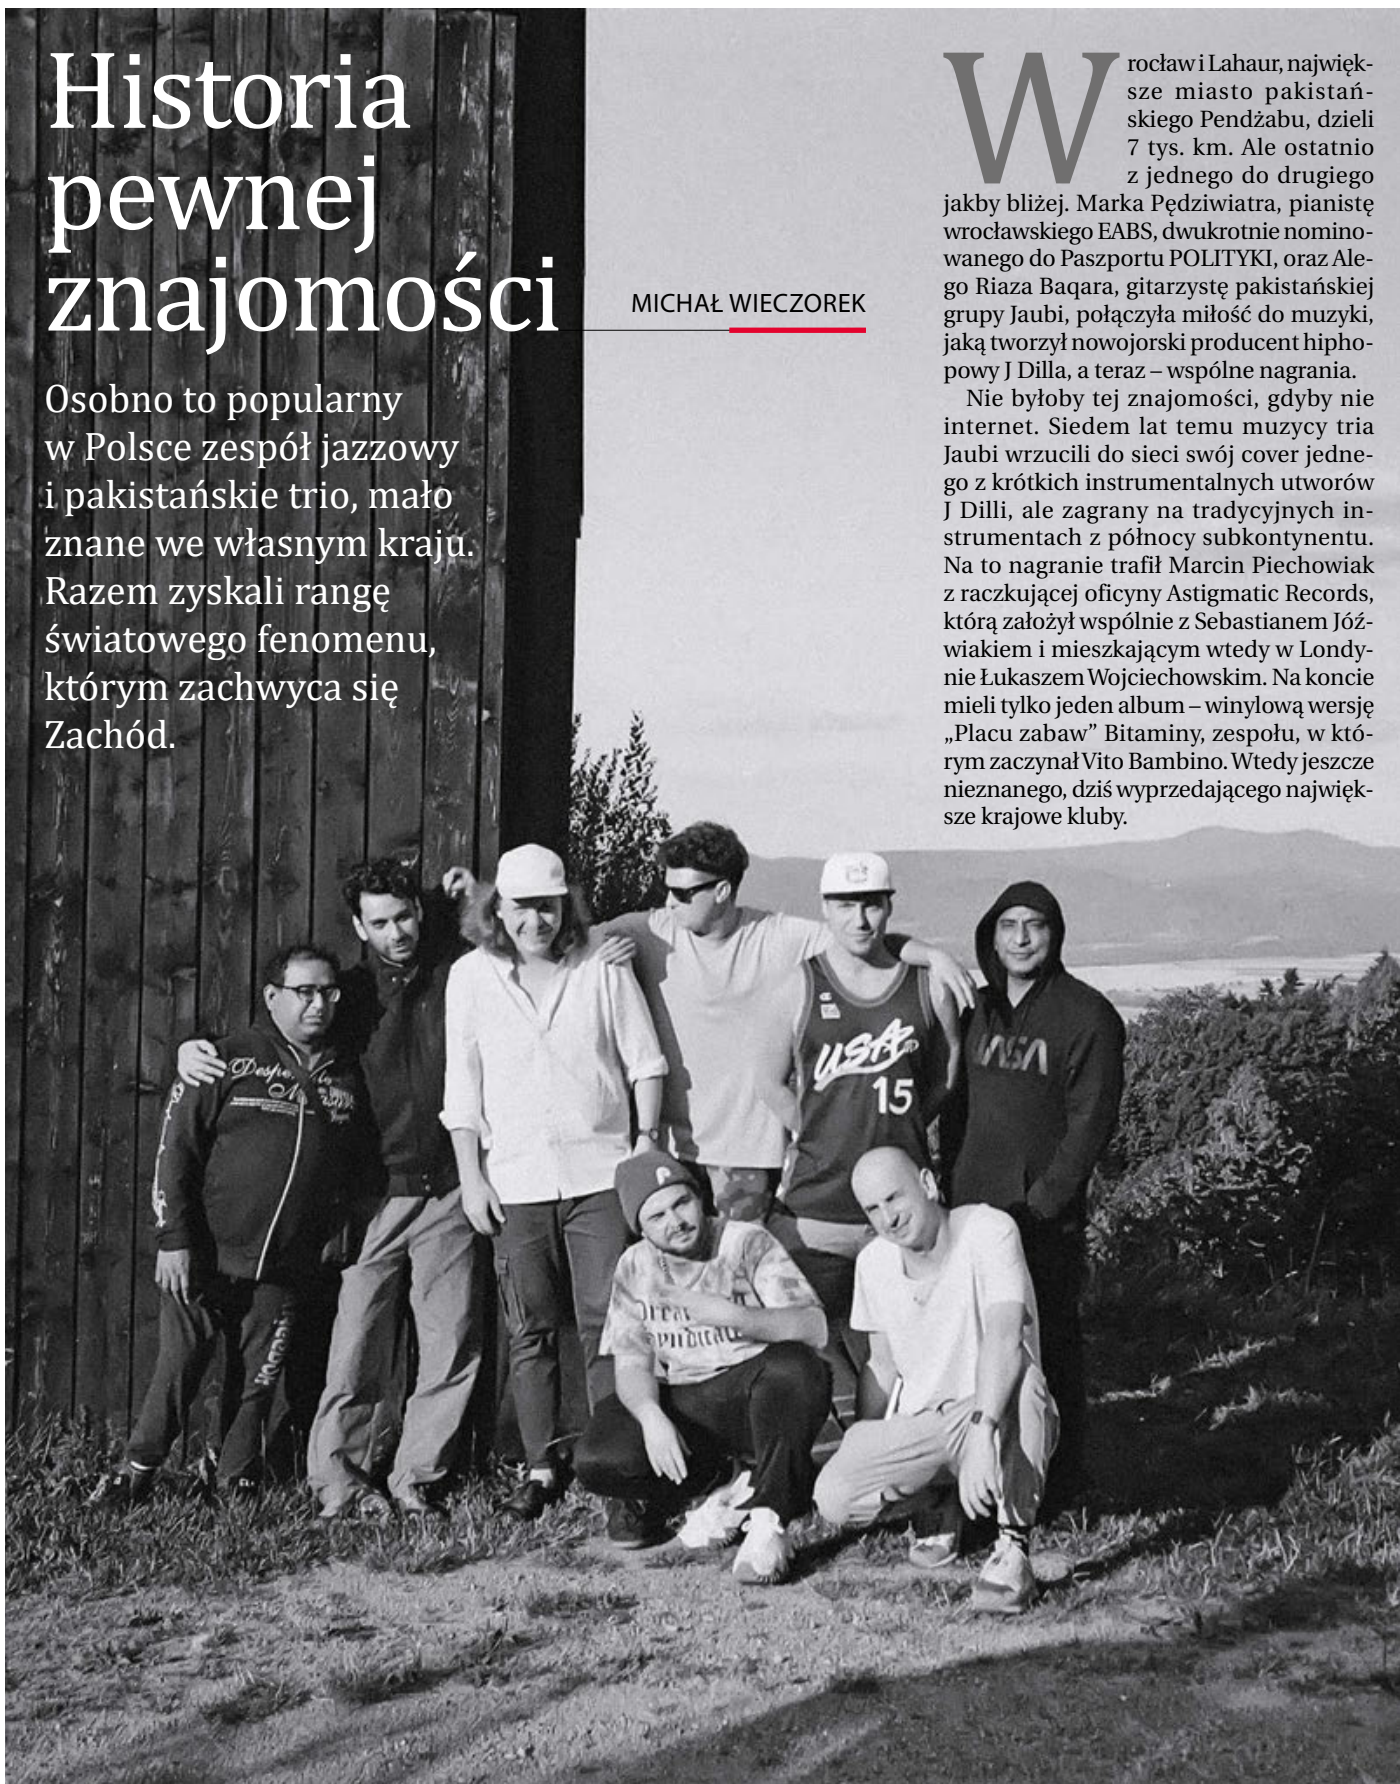 Historia
pewnej
znajomości
MICHAŁ WIECZOREK
Osobno to popularny
w Polsce zespół jazzowy
i pakistańskie trio, mało
znane we własnym kraju.
Razem zyskali rangę
światowego fenomenu,
którym zachwyca się
Zachód.
Wrocław i Lahaur, najwięk-
sze miasto pakistań-
skiego Pendżabu, dzieli
7 tys. km. Ale ostatnio
z jednego do drugiego
jakby bliżej. Marka Pędziwiatra, pianistę
wrocławskiego EABS, dwukrotnie nomino-
wanego do Paszportu POLITYKI, oraz Ale-
go Riaza Baqara, gitarzystę pakistańskiej
grupy Jaubi, połączyła miłość do muzyki,
jaką tworzył nowojorski producent hipho-
powy J Dilla, a teraz – wspólne nagrania.
Nie byłoby tej znajomości, gdyby nie
internet. Siedem lat temu muzycy tria
Jaubi wrzucili do sieci swój cover jedne-
go z krótkich instrumentalnych utworów
J Dilli, ale zagrany na tradycyjnych in-
strumentach z północy subkontynentu.
Na to nagranie trafił Marcin Piechowiak
z raczkującej oficyny Astigmatic Records,
którą założył wspólnie z Sebastianem Jóź-
wiakiem i mieszkającym wtedy w Londy-
nie Łukaszem Wojciechowskim. Na koncie
mieli tylko jeden album – winylową wersję
„Placu zabaw” Bitaminy, zespołu, w któ-
rym zaczynał Vito Bambino. Wtedy jeszcze
nieznanego, dziś wyprzedającego najwięk-
sze krajowe kluby.
USA
15
NASA